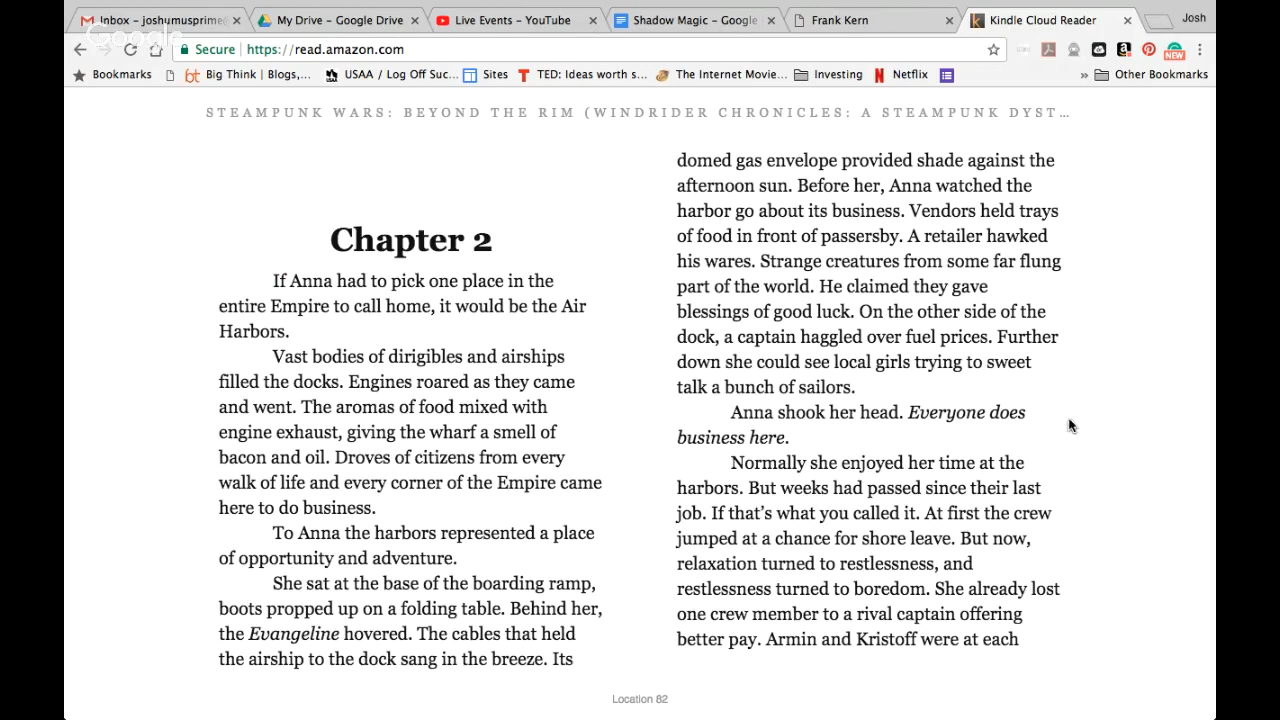 Inbox - joshumusprime@
My Drive - Google Drive
Live Events - YouTube
Shadow Magic - Google
Frank Kern
Kindle Cloud Reader
Josh
Google
Secure
https://read.amazon.com
NEW
Bookmarks
Big Think | Blogs,...
USAA / Log Off Suc...
Sites
TED: Ideas worth s...
The Internet Movie...
Investing
Netflix
»
Other Bookmarks
STEAMPUNK WARS: BEYOND THE RIM (WINDRIDER CHRONICLES: A STEAMPUNK DYST...
Chapter 2
If Anna had to pick one place in the
entire Empire to call home, it would be the Air
Harbors.
Vast bodies of dirigibles and airships
filled the docks. Engines roared as they came
and went. The aromas of food mixed with
engine exhaust, giving the wharf a smell of
bacon and oil. Droves of citizens from every
walk of life and every corner of the Empire came
here to do business.
To Anna the harbors represented a place
of opportunity and adventure.
She sat at the base of the boarding ramp,
boots propped up on a folding table. Behind her,
the Evangeline hovered. The cables that held
the airship to the dock sang in the breeze. Its
domed gas envelope provided shade against the
afternoon sun. Before her, Anna watched the
harbor go about its business. Vendors held trays
of food in front of passersby. A retailer hawked
his wares. Strange creatures from some far flung
part of the world. He claimed they gave
blessings of good luck. On the other side of the
dock, a captain haggled over fuel prices. Further
down she could see local girls trying to sweet
talk a bunch of sailors.
Anna shook her head. Everyone does
business here.
Normally she enjoyed her time at the
harbors. But weeks had passed since their last
job. If that's what you called it. At first the crew
jumped at a chance for shore leave. But now,
relaxation turned to restlessness, and
restlessness turned to boredom. She already lost
one crew member to a rival captain offering
better pay. Armin and Kristoff were at each
Location 82